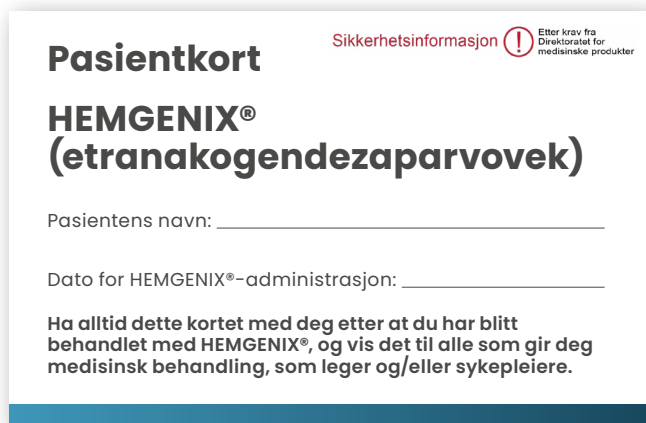 Pasientkort
Sikkerhetsinformasjon
Etter krav fra
Direktoratet for
medisinske produkter
HEMGENIX®
(etranakogendezaparvovek)
Pasientens navn:
Dato for HEMGENIX®-administrasjon:
Ha alltid dette kortet med deg etter at du har blitt
behandlet med HEMGENIX®, og vis det til alle som gir deg
medisinsk behandling, som leger og/eller sykepleiere.